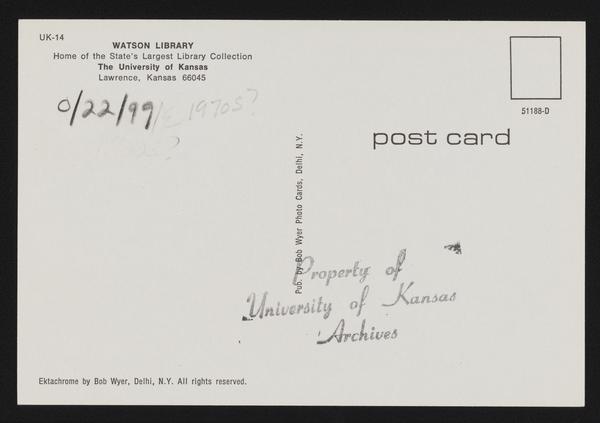 UK-14
WATSON LIBRARY
Home of the State's Largest Library Collection
The University of Kansas
Lawrence, Kansas 66045
0/22/99 1970s?
51188-D
post card
Pub. by Bob Wyer Photo Cards, Delhi, N.Y.
Property of
University of Kansas
Archives
Ektachrome by Bob Wyer, Delhi, N.Y. All rights reserved.